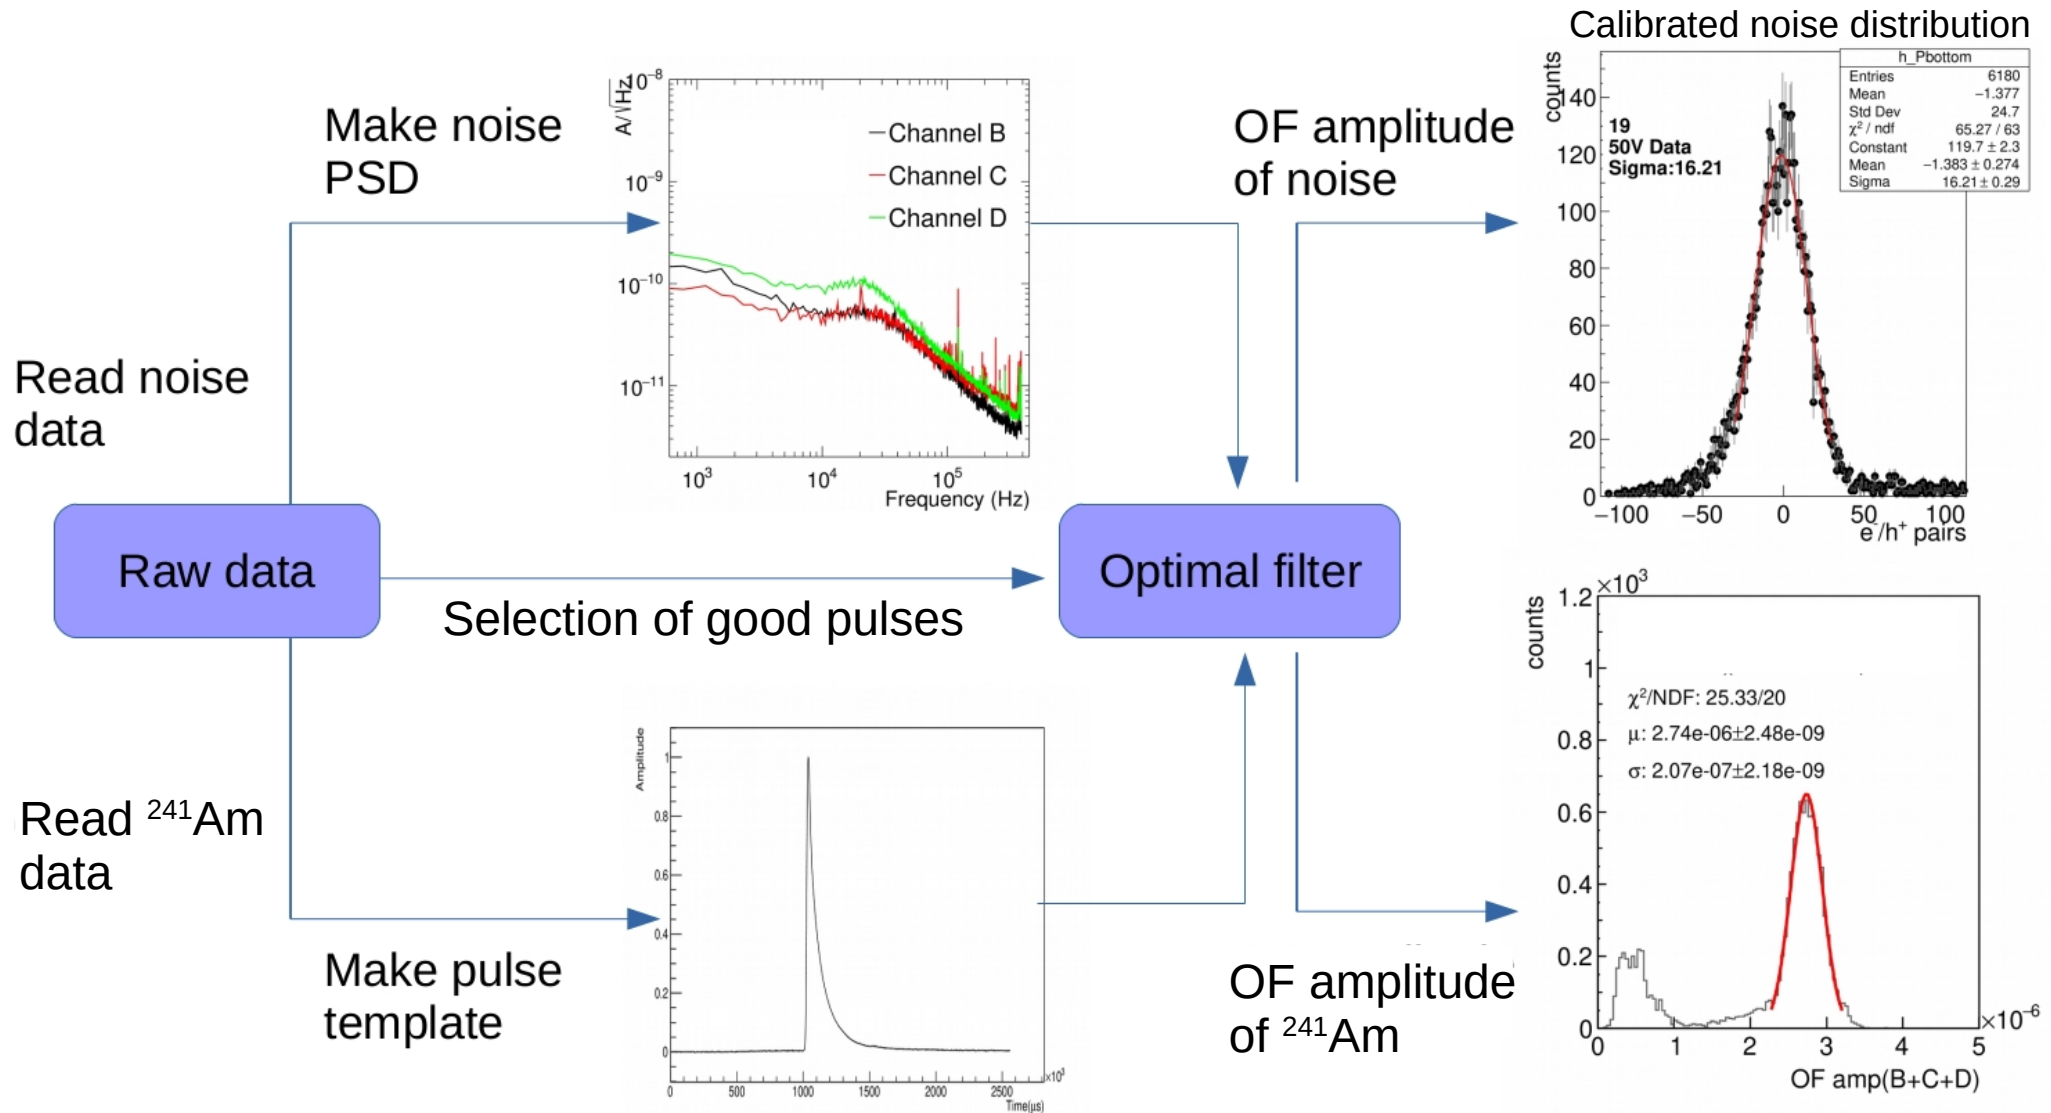 Calibrated noise distribution
Make noise
PSD
A/√Hz
10⁻⁸
10⁻⁹
10⁻¹⁰
10⁻¹¹
Channel B
Channel C
Channel D
10³ 10⁴ 10⁵
Frequency (Hz)
OF amplitude
of noise
counts
140
120
100
80
60
40
20
0
19
50V Data
Sigma:16.21
h_Pbottom
Entries 6180
Mean −1.377
Std Dev 24.7
χ² / ndf 65.27 / 63
Constant 119.7 ± 2.3
Mean −1.383 ± 0.274
Sigma 16.21 ± 0.29
−100 −50 0 50 100
e⁻/h⁺ pairs
Read noise
data
Raw data
Selection of good pulses
Optimal filter
Read ²⁴¹Am
data
Make pulse
template
Amplitude
1
0.8
0.6
0.4
0.2
0
0 500 1000 1500 2000 2500
×10³
Time(μs)
OF amplitude
of ²⁴¹Am
×10³
counts
1.2
1
0.8
0.6
0.4
0.2
0
χ²/NDF: 25.33/20
μ: 2.74e-06±2.48e-09
σ: 2.07e-07±2.18e-09
0 1 2 3 4 5
×10⁻⁶
OF amp(B+C+D)